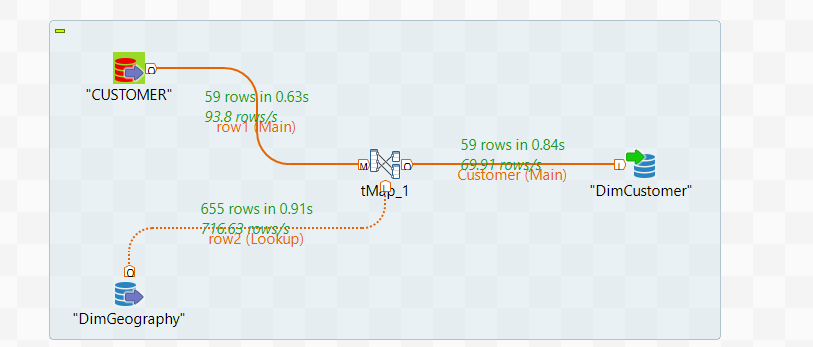 "CUSTOMER"
59 rows in 0.63s
93.8 rows/s
row1 (Main)
tMap_1
59 rows in 0.84s
69.91 rows/s
Customer (Main)
"DimCustomer"
655 rows in 0.91s
716.63 rows/s
row2 (Lookup)
"DimGeography"
O
M
O
I
L
O